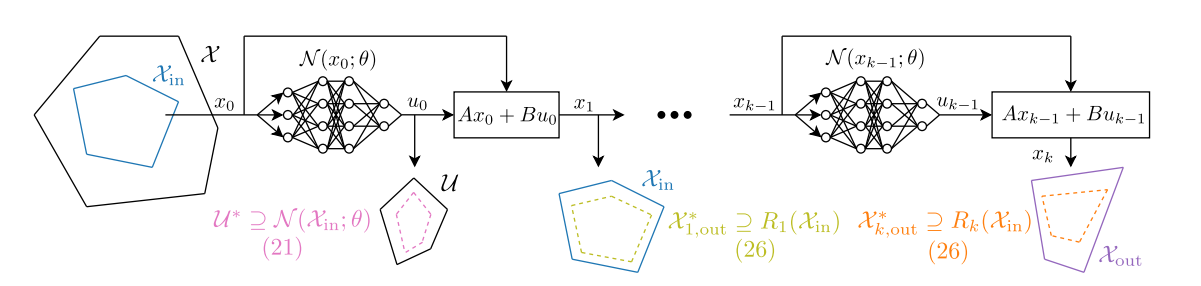 𝒳
𝒳_in
x_0
𝒩(x_0; θ)
u_0
Ax_0 + Bu_0
x_1
•••
x_{k−1}
𝒩(x_{k−1}; θ)
u_{k−1}
Ax_{k−1} + Bu_{k−1}
x_k
𝒰
𝒰* ⊇ 𝒩(𝒳_in; θ)
(21)
𝒳_in
𝒳*_{1,out} ⊇ R_1(𝒳_in)
(26)
𝒳*_{k,out} ⊇ R_k(𝒳_in)
(26)
𝒳_out